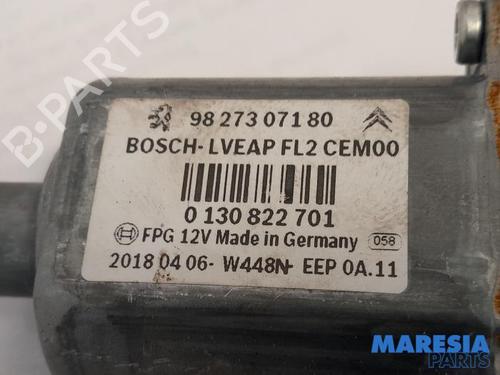 98 273 071 80
BOSCH-LVEAP FL2 CEM00
0 130 822 701
FPG 12V Made in Germany 058
2018 04 06- W448N- EEP 0A.11
B-PARTS
MARESIA
PARTS